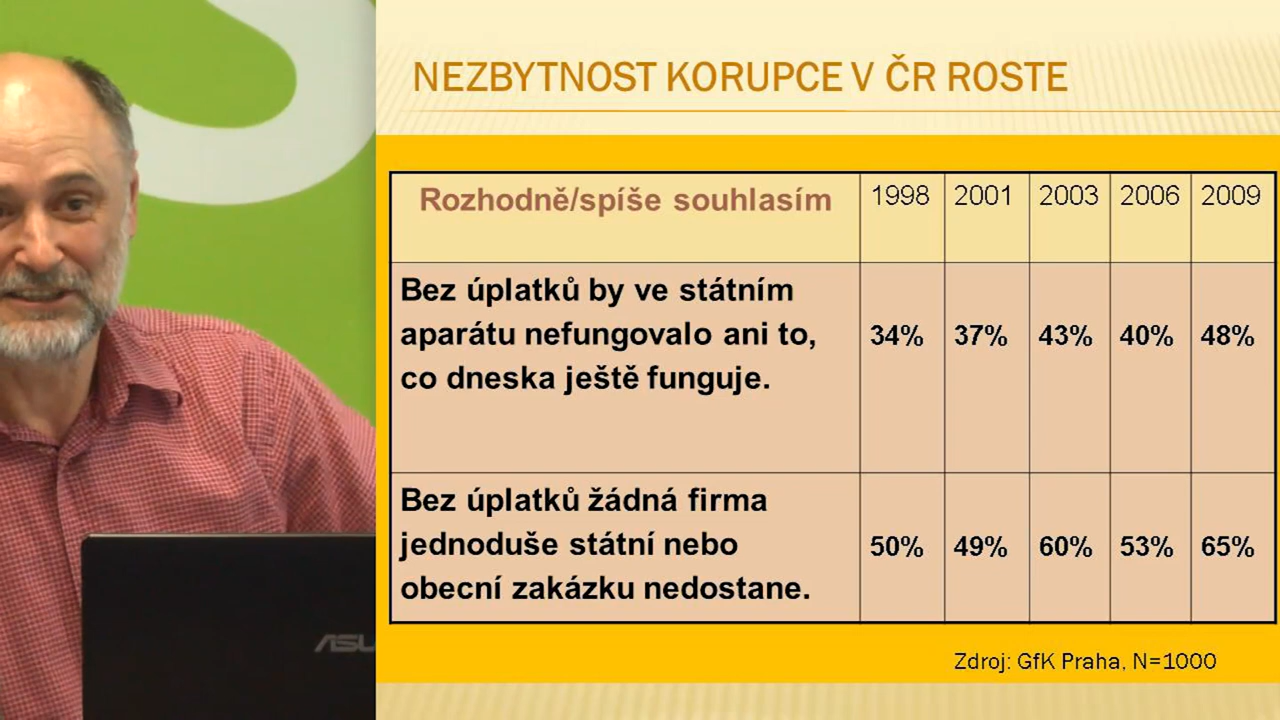 NEZBYTNOST KORUPCE V ČR ROSTE
Rozhodně/spíše souhlasím 1998 2001 2003 2006 2009
Bez úplatků by ve státním
aparátu nefungovalo ani to, 34% 37% 43% 40% 48%
co dneska ještě funguje.
Bez úplatků žádná firma
jednoduše státní nebo 50% 49% 60% 53% 65%
obecní zakázku nedostane.
Zdroj: GfK Praha, N=1000